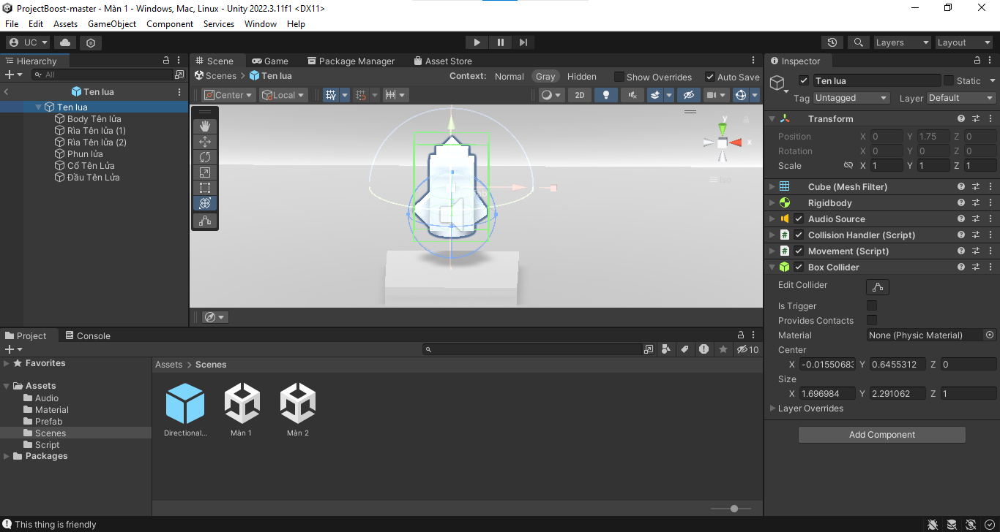 ProjectBoost-master - Màn 1 - Windows, Mac, Linux - Unity 2022.3.11f1 <DX11>
File Edit Assets GameObject Component Services Window Help
UC Layers Layout
Hierarchy
All
Ten lua
Ten lua
Body Tên lửa
Rìa Tên lửa (1)
Rìa Tên lửa (2)
Phun lửa
Cổ Tên Lửa
Đầu Tên Lửa
Scene Game Package Manager Asset Store
Scenes > Ten lua Context: Normal Gray Hidden Show Overrides Auto Save
Center Local 2D
y
x
Iso
Inspector
Ten lua Static
Tag Untagged Layer Default
Transform
Position X 0 Y 1.75 Z 0
Rotation X 0 Y 0 Z 0
Scale X 1 Y 1 Z 1
Cube (Mesh Filter)
Rigidbody
Audio Source
# Collision Handler (Script)
# Movement (Script)
Box Collider
Edit Collider
Is Trigger
Provides Contacts
Material None (Physic Material)
Center
X -0.01550683 Y 0.6455312 Z 0
Size
X 1.696984 Y 2.291062 Z 1
Layer Overrides
Add Component
Project Console
10
Favorites
Assets
Audio
Material
Prefab
Scenes
Script
Packages
Assets > Scenes
Directional... Màn 1 Màn 2
This thing is friendly